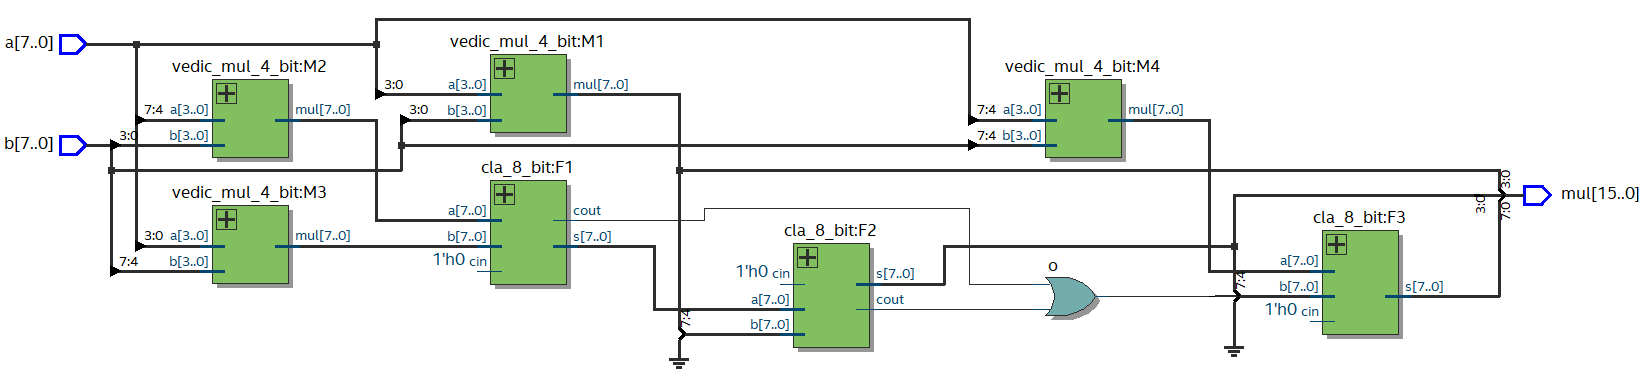 a[7..0]
b[7..0]
vedic_mul_4_bit:M2
7:4 a[3..0] mul[7..0]
3:0 b[3..0]
vedic_mul_4_bit:M3
3:0 a[3..0] mul[7..0]
7:4 b[3..0]
vedic_mul_4_bit:M1
3:0 a[3..0] mul[7..0]
3:0 b[3..0]
cla_8_bit:F1
a[7..0] cout
b[7..0] s[7..0]
1'h0 cin
cla_8_bit:F2
1'h0 cin s[7..0]
a[7..0] cout
7:4 b[7..0]
o
vedic_mul_4_bit:M4
7:4 a[3..0] mul[7..0]
7:4 b[3..0]
cla_8_bit:F3
a[7..0]
7:4 b[7..0] s[7..0]
1'h0 cin
3:0
3:0
7:0
mul[15..0]